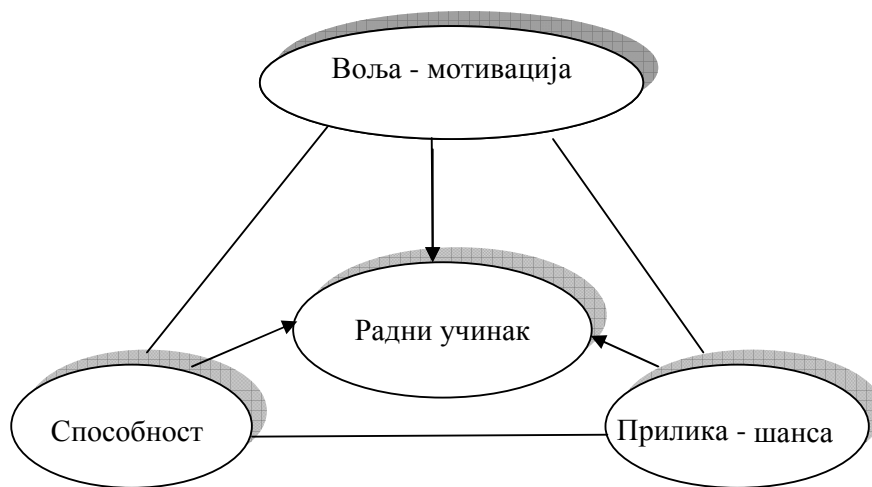 Воља - мотивација
Радни учинак
Способност
Прилика - шанса